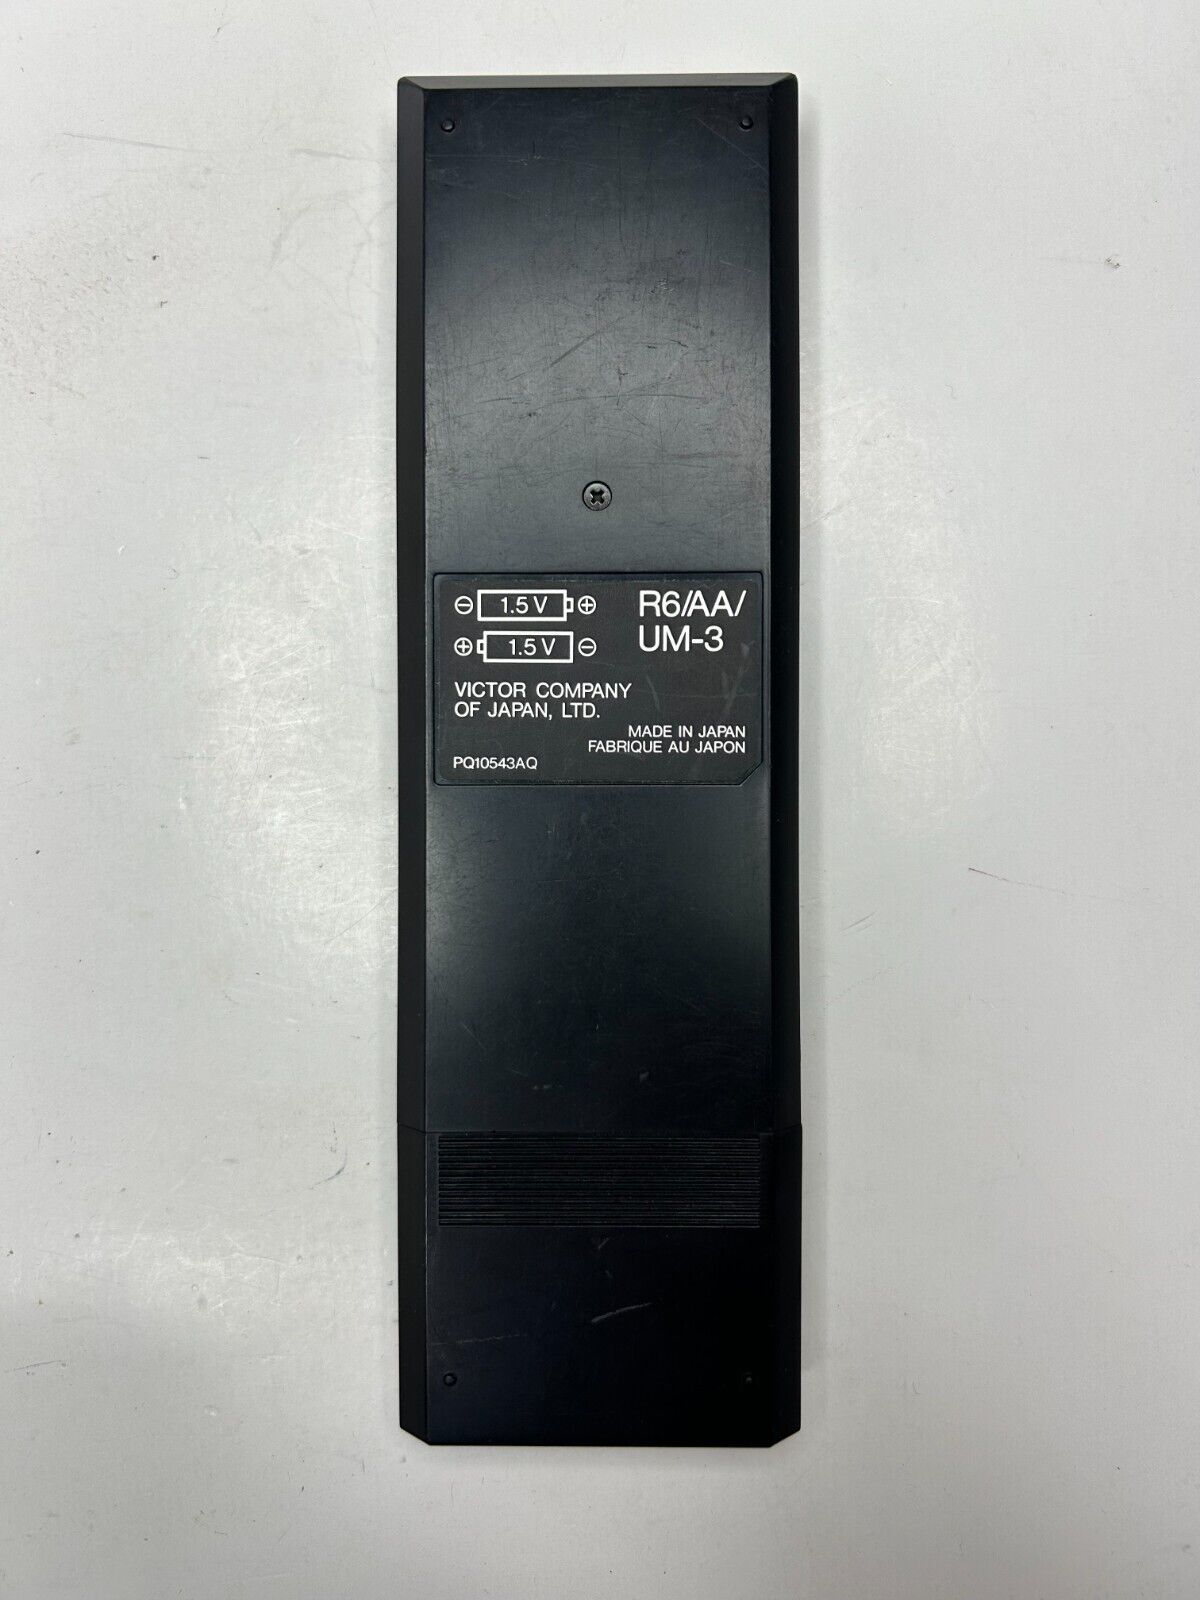 ⊖ 1.5 V ⊕
⊕ 1.5 V ⊖
R6/AA/
UM-3
VICTOR COMPANY
OF JAPAN, LTD.
MADE IN JAPAN
FABRIQUE AU JAPON
PQ10543AQ